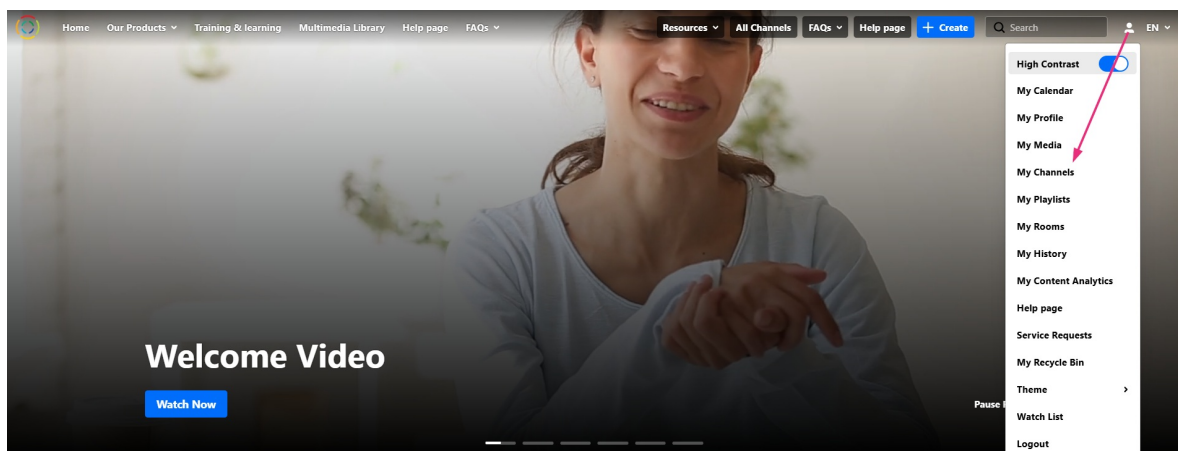 Home Our Products Training & learning Multimedia Library Help page FAQs Resources All Channels FAQs Help page + Create Search EN
High Contrast
My Calendar
My Profile
My Media
My Channels
My Playlists
My Rooms
My History
My Content Analytics
Help page
Service Requests
My Recycle Bin
Theme
Watch List
Logout
Welcome Video
Watch Now
Pause